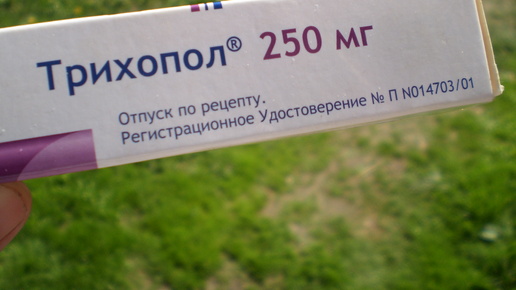 Трихопол® 250 мг
Отпуск по рецепту.
Регистрационное Удостоверение № П N014703/01